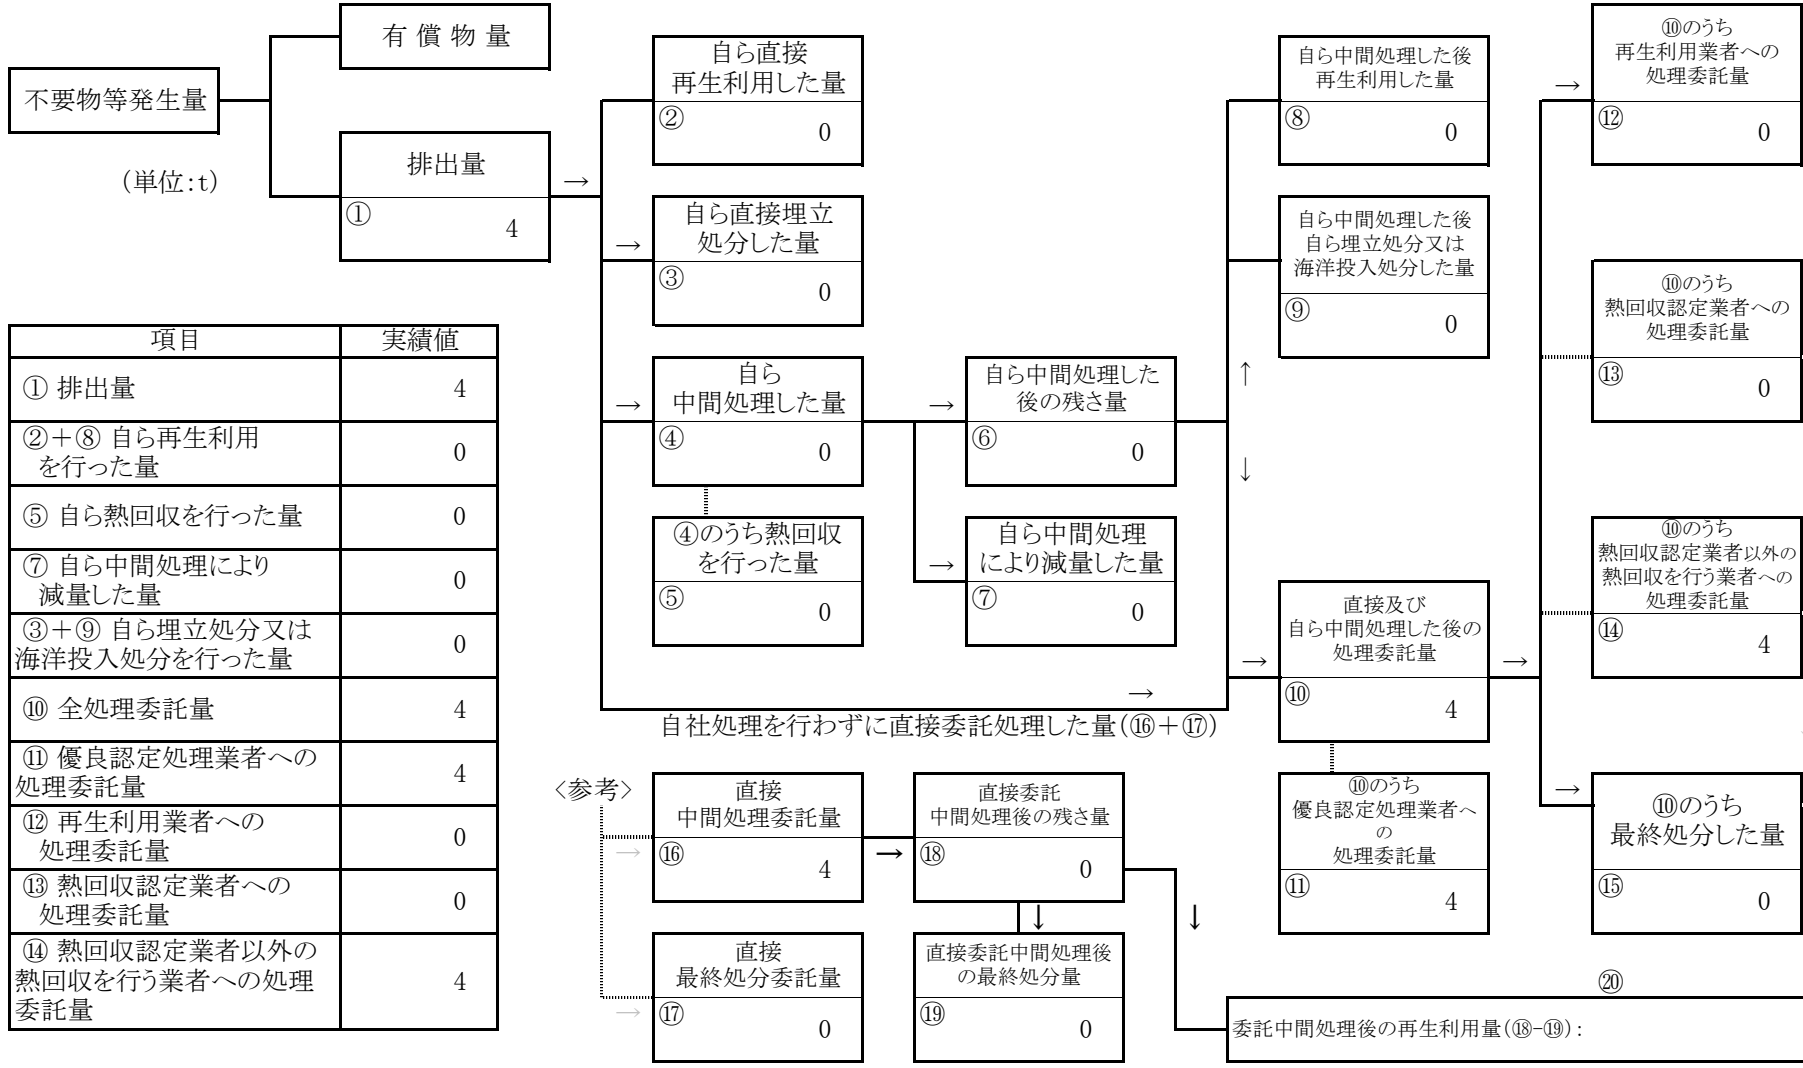 不要物等発生量
(単位:t)
有償物量
排出量
①
4
→
自ら直接
再生利用した量
②
0
→
自ら直接埋立
処分した量
③
0
→
自ら
中間処理した量
④
0
④のうち熱回収
を行った量
⑤
0
→
自ら中間処理した
後の残さ量
⑥
0
→
自ら中間処理
により減量した量
⑦
0
↑
↓
自ら中間処理した後
再生利用した量
⑧
0
自ら中間処理した後
自ら埋立処分又は
海洋投入処分した量
⑨
0
→
自社処理を行わずに直接委託処理した量(⑯+⑰)
→
直接及び
自ら中間処理した後の
処理委託量
⑩
4
⑩のうち
優良認定処理業者へ
の
処理委託量
⑪
4
→
→
⑩のうち
再生利用業者への
処理委託量
⑫
0
⑩のうち
熱回収認定業者への
処理委託量
⑬
0
⑩のうち
熱回収認定業者以外の
熱回収を行う業者への
処理委託量
⑭
4
→
⑩のうち
最終処分した量
⑮
0
項目 実績値
① 排出量 4
②+⑧ 自ら再生利用
を行った量 0
⑤ 自ら熱回収を行った量 0
⑦ 自ら中間処理により
減量した量 0
③+⑨ 自ら埋立処分又は
海洋投入処分を行った量 0
⑩ 全処理委託量 4
⑪ 優良認定処理業者への
処理委託量 4
⑫ 再生利用業者への
処理委託量 0
⑬ 熱回収認定業者への
処理委託量 0
⑭ 熱回収認定業者以外の
熱回収を行う業者への処理
委託量 4
<参考>
→
直接
中間処理委託量
⑯
4
→
直接委託
中間処理後の残さ量
⑱
0
↓
↓
→
直接
最終処分委託量
⑰
0
直接委託中間処理後
の最終処分量
⑲
0
⑳
委託中間処理後の再生利用量(⑱-⑲):